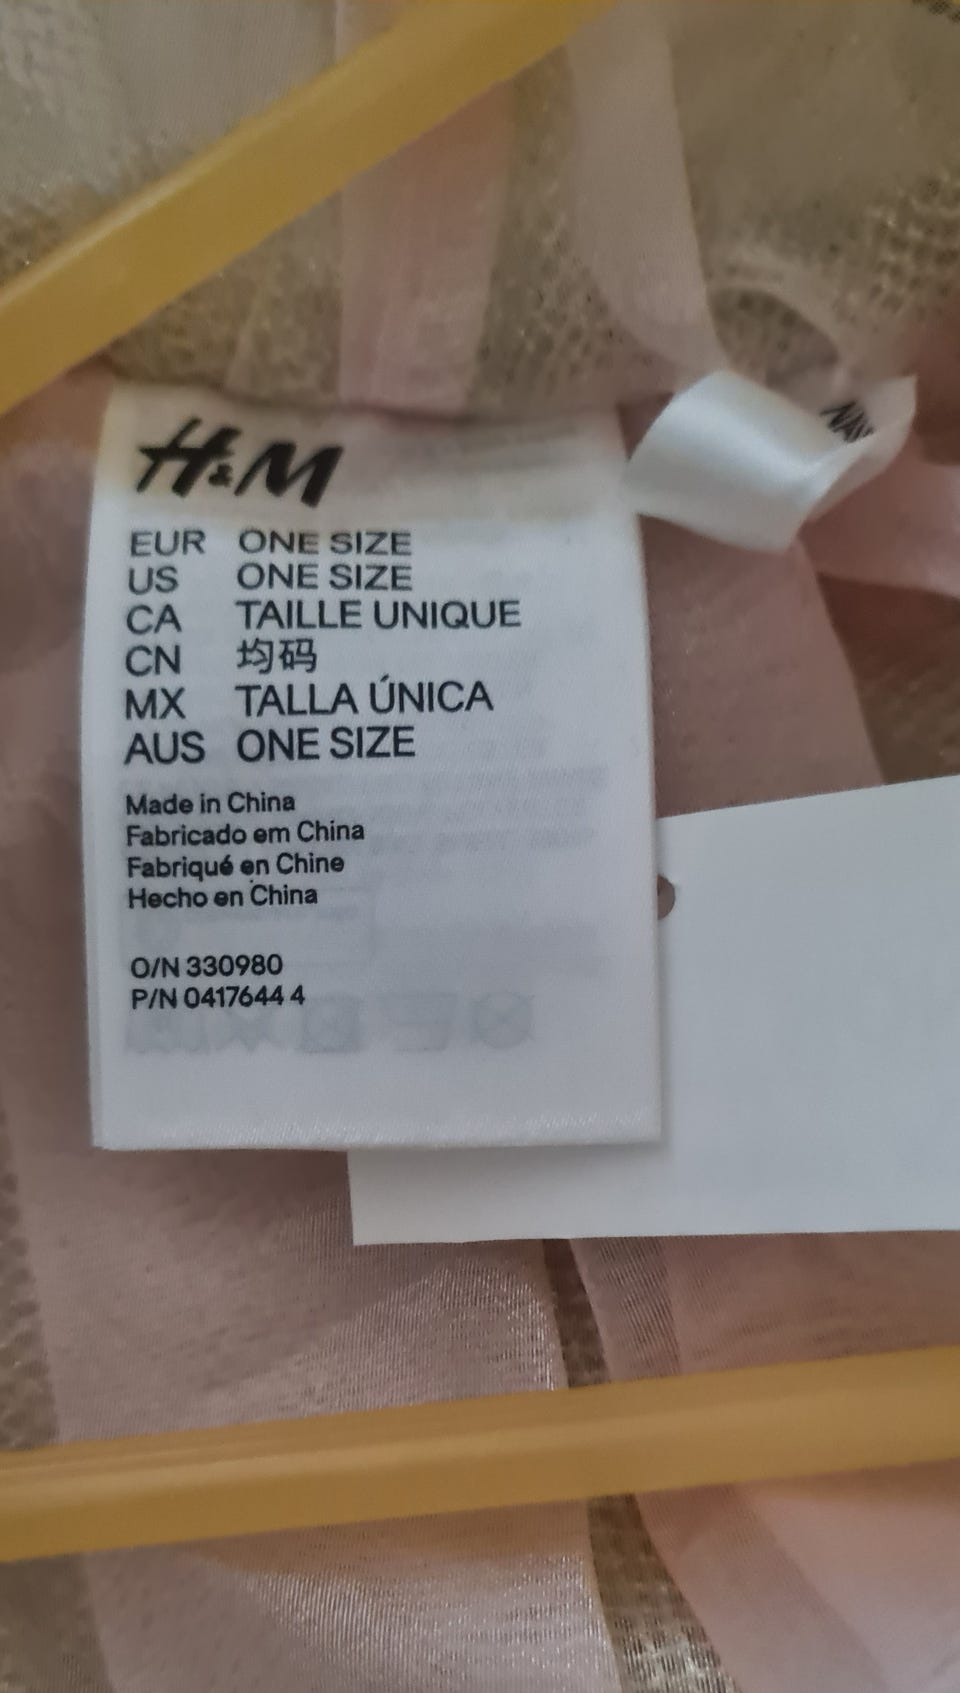 H&M
EUR ONE SIZE
US ONE SIZE
CA TAILLE UNIQUE
CN 均码
MX TALLA ÚNICA
AUS ONE SIZE
Made in China
Fabricado em China
Fabriqué en Chine
Hecho en China
O/N 330980
P/N 0417644 4